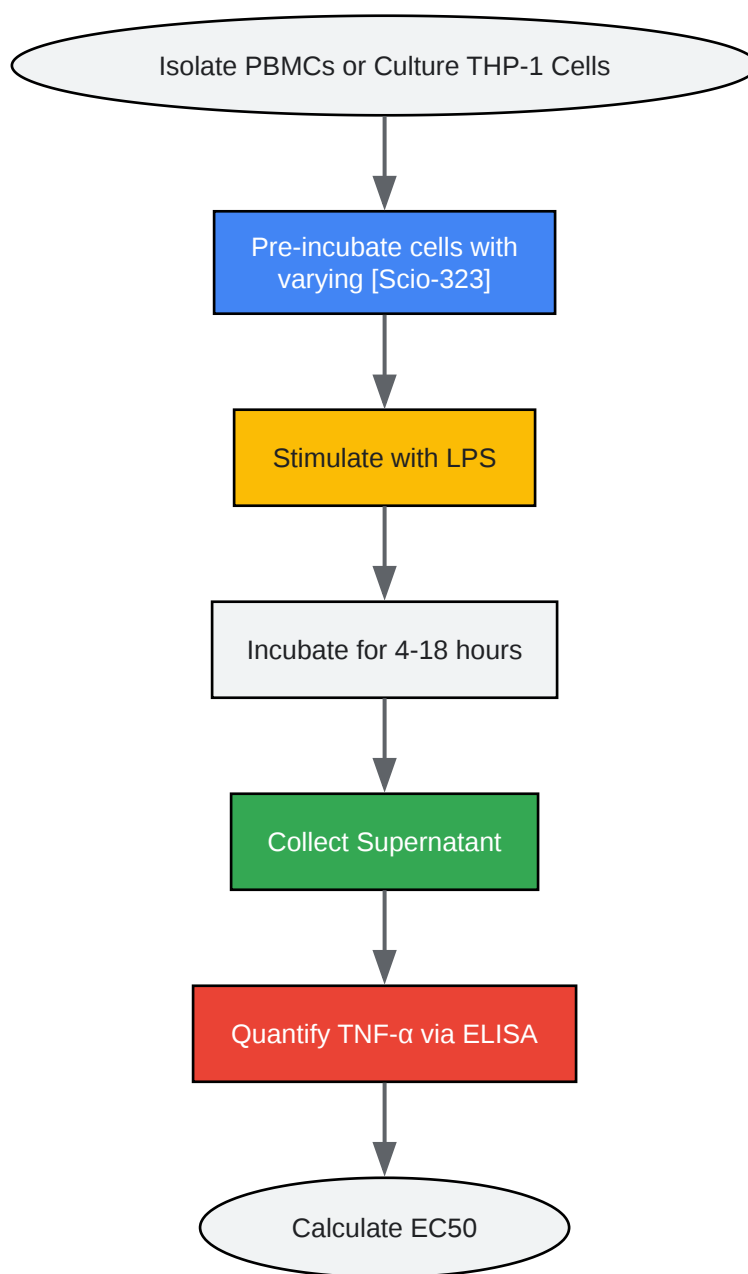 Isolate PBMCs or Culture THP-1 Cells
Pre-incubate cells with
varying [Scio-323]
Stimulate with LPS
Incubate for 4-18 hours
Collect Supernatant
Quantify TNF-α via ELISA
Calculate EC50